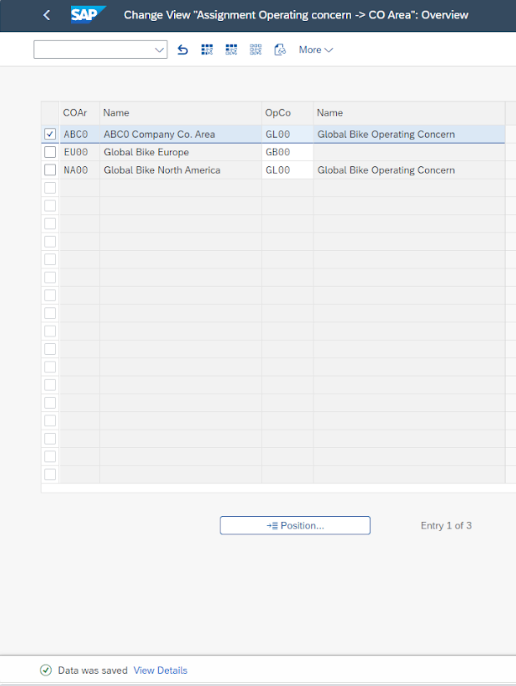 SAP Change View "Assignment Operating concern -> CO Area": Overview
More
COAr Name OpCo Name
ABC0 ABC0 Company Co. Area GL00 Global Bike Operating Concern
EU00 Global Bike Europe GB00
NA00 Global Bike North America GL00 Global Bike Operating Concern
Position... Entry 1 of 3
Data was saved View Details